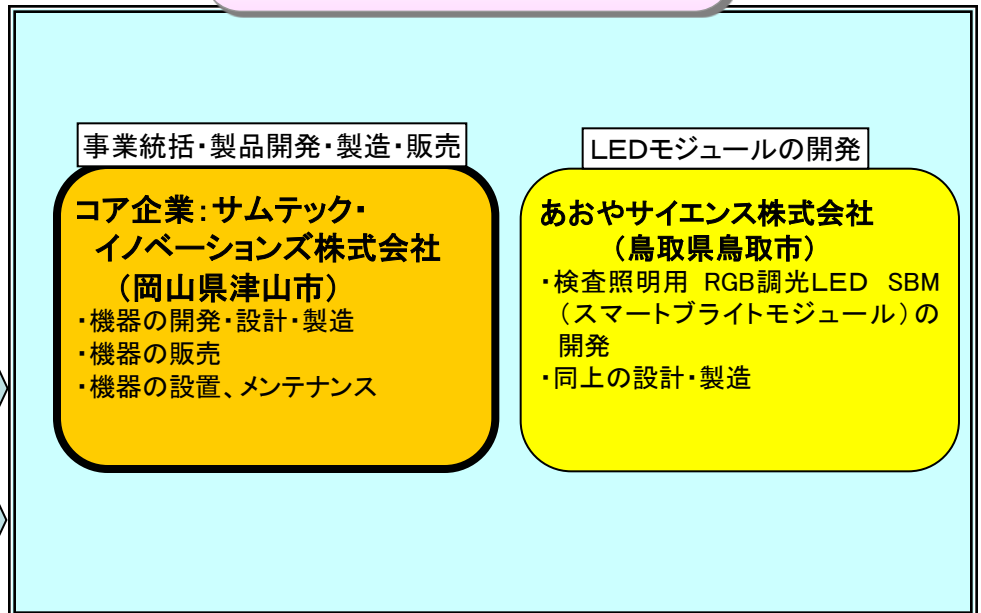 事業統括・製品開発・製造・販売
コア企業：サムテック・
イノベーションズ株式会社
（岡山県津山市）
・機器の開発・設計・製造
・機器の販売
・機器の設置、メンテナンス
LEDモジュールの開発
あおやサイエンス株式会社
（鳥取県鳥取市）
・検査照明用 RGB調光LED SBM
（スマートブライトモジュール）の
開発
・同上の設計・製造